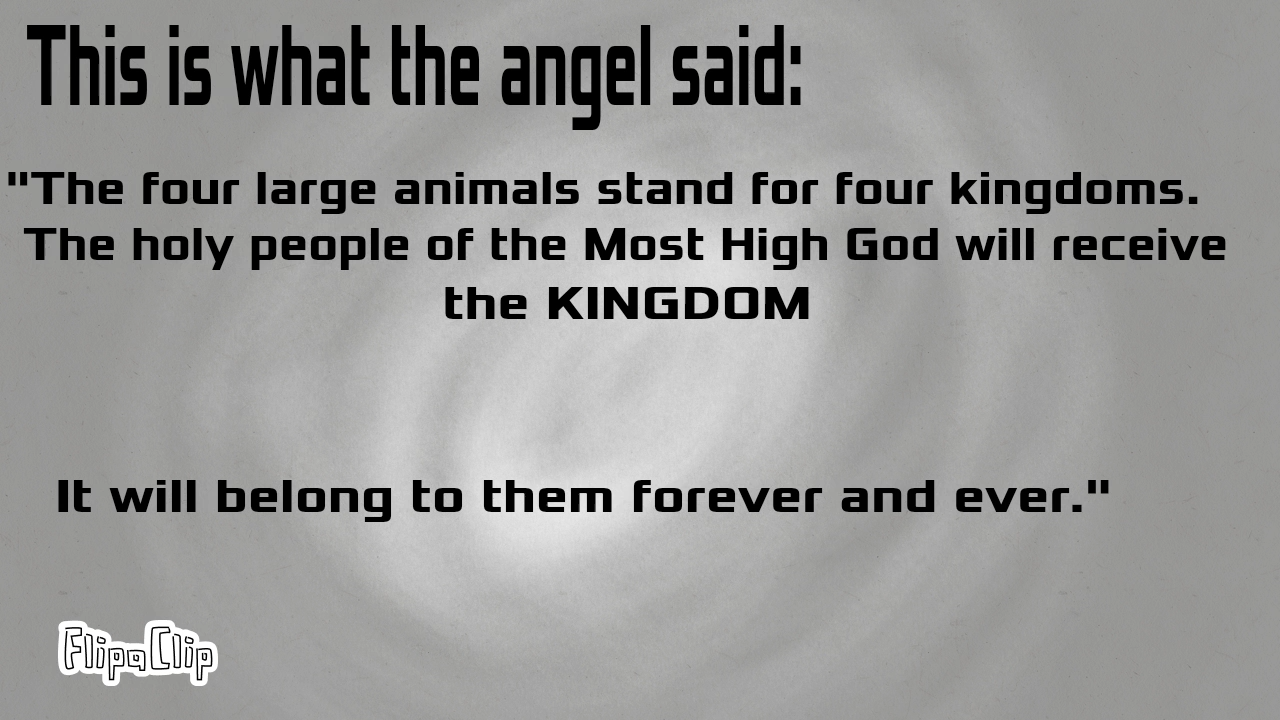 This is what the angel said:
"The four large animals stand for four kingdoms.
The holy people of the Most High God will receive
the KINGDOM
It will belong to them forever and ever."
FlipaClip